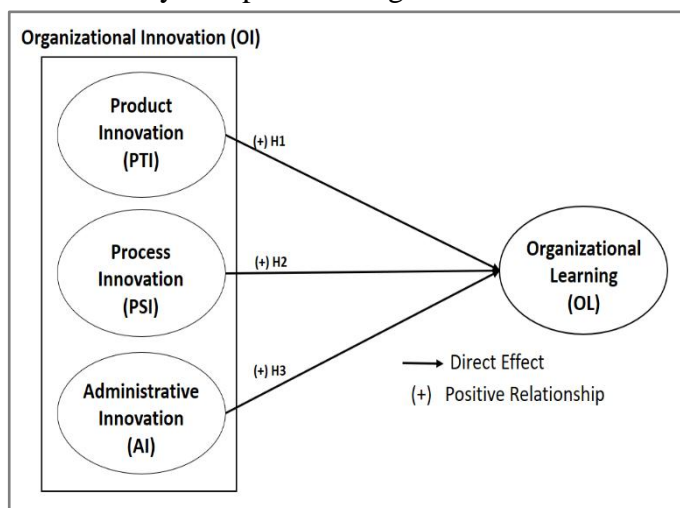 Organizational Innovation (OI)
Product
Innovation
(PTI)
(+) H1
Process
Innovation
(PSI)
(+) H2
Organizational
Learning
(OL)
Administrative
Innovation
(AI)
(+) H3
Direct Effect
(+) Positive Relationship